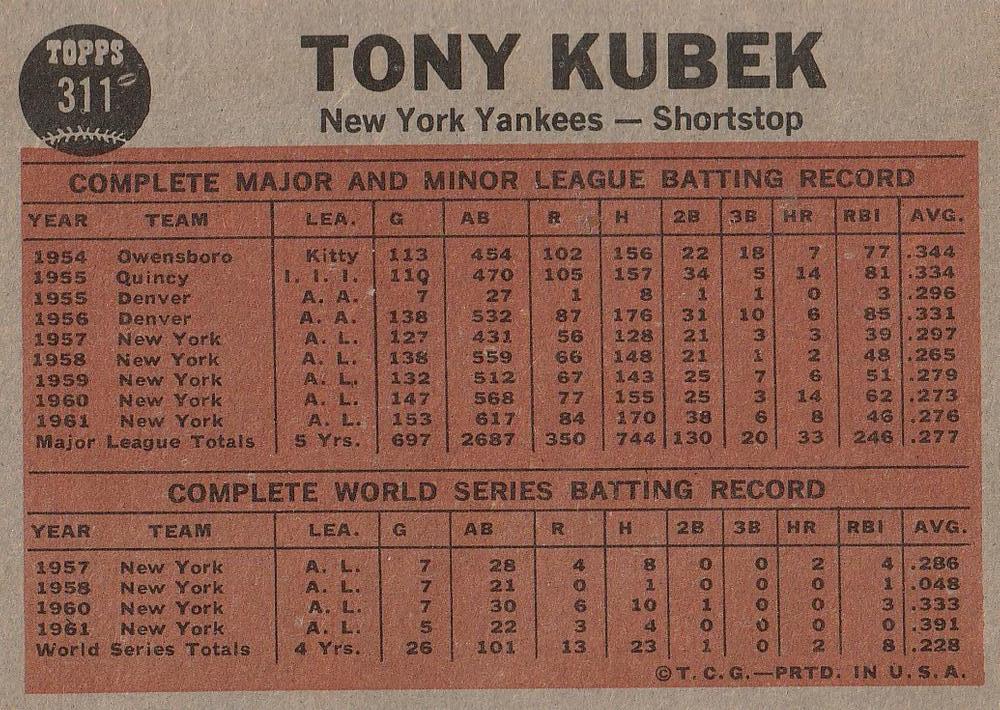 TOPPS
311
TONY KUBEK
New York Yankees — Shortstop
COMPLETE MAJOR AND MINOR LEAGUE BATTING RECORD
YEAR TEAM LEA. G AB R H 2B 3B HR RBI AVG.
1954 Owensboro Kitty 113 454 102 156 22 18 7 77 .344
1955 Quincy I. I. I. 110 470 105 157 34 5 14 81 .334
1955 Denver A. A. 7 27 1 8 1 1 0 3 .296
1956 Denver A. A. 138 532 87 176 31 10 6 85 .331
1957 New York A. L. 127 431 56 128 21 3 3 39 .297
1958 New York A. L. 138 559 66 148 21 1 2 48 .265
1959 New York A. L. 132 512 67 143 25 7 6 51 .279
1960 New York A. L. 147 568 77 155 25 3 14 62 .273
1961 New York A. L. 153 617 84 170 38 6 8 46 .276
Major League Totals 5 Yrs. 697 2687 350 744 130 20 33 246 .277
COMPLETE WORLD SERIES BATTING RECORD
YEAR TEAM LEA. G AB R H 2B 3B HR RBI AVG.
1957 New York A. L. 7 28 4 8 0 0 2 4 .286
1958 New York A. L. 7 21 0 1 0 0 0 1 .048
1960 New York A. L. 7 30 6 10 1 0 0 3 .333
1961 New York A. L. 5 22 3 4 0 0 0 0 .391
World Series Totals 4 Yrs. 26 101 13 23 1 0 2 8 .228
©T.C.G.—PRTD. IN U.S.A.